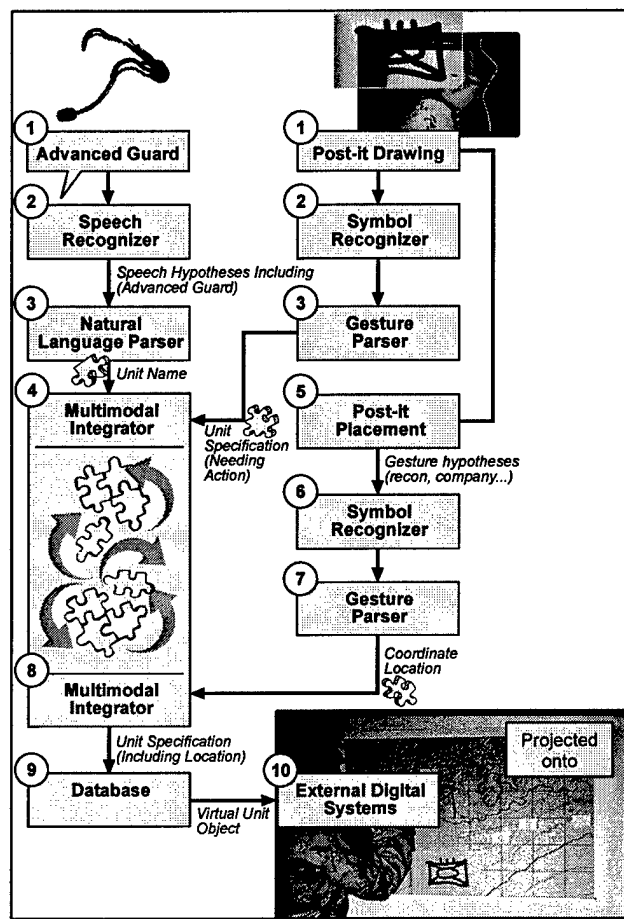 1
Advanced Guard
2
Speech
Recognizer
Speech Hypotheses Including
(Advanced Guard)
3
Natural
Language Parser
Unit Name
4
Multimodal
Integrator
8
Multimodal
Integrator
Unit Specification
(Including Location)
9
Database
Virtual Unit
Object
1
Post-it Drawing
2
Symbol
Recognizer
3
Gesture
Parser
Unit
Specification
(Needing
Action)
5
Post-it
Placement
Gesture hypotheses
(recon, company...)
6
Symbol
Recognizer
7
Gesture
Parser
Coordinate
Location
10
External Digital
Systems
Projected
onto